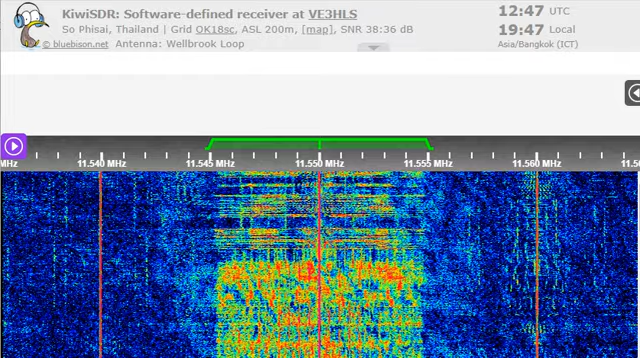 KiwiSDR: Software-defined receiver at VE3HLS
So Phisai, Thailand | Grid OK18sc, ASL 200m, [map], SNR 38:36 dB
© bluebison.net Antenna: Wellbrook Loop
12:47 UTC
19:47 Local
Asia/Bangkok (ICT)
MHz 11.540 MHz 11.545 MHz 11.550 MHz 11.555 MHz 11.560 MHz 11.56